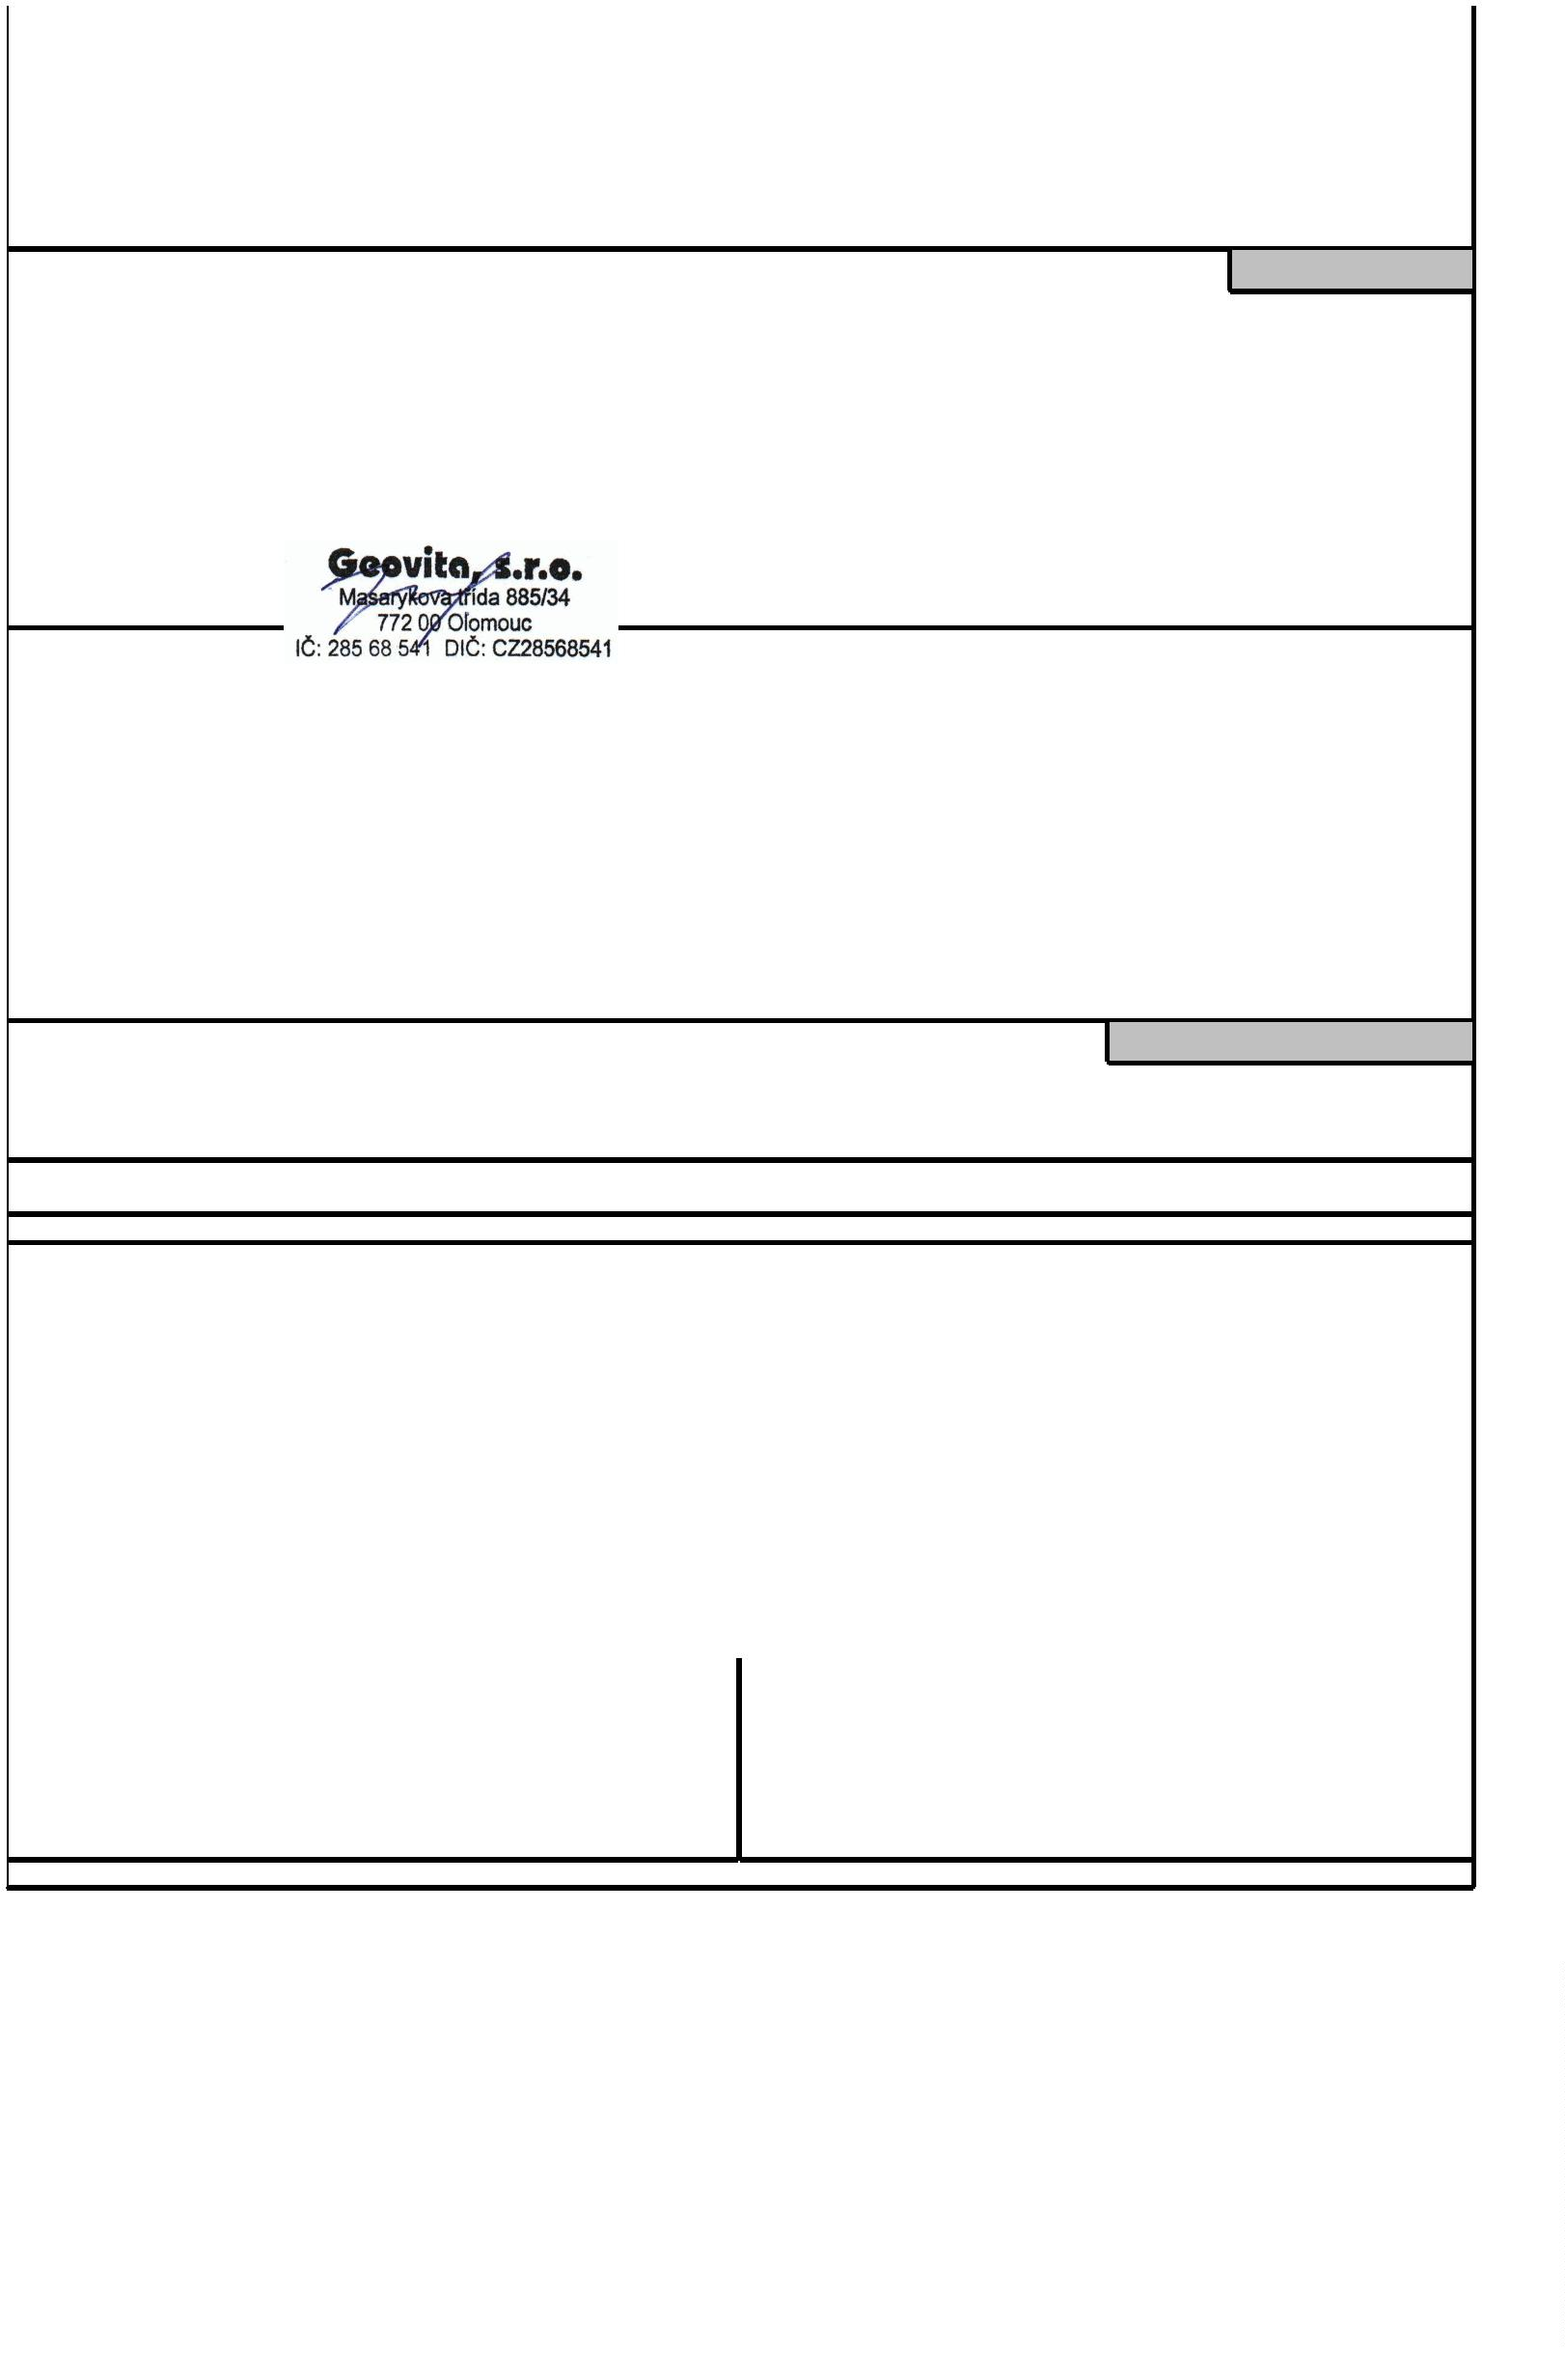 Geovita, s.r.o.
Masarykova třída 885/34
772 00 Olomouc
IČ: 285 68 541 DIČ: CZ28568541